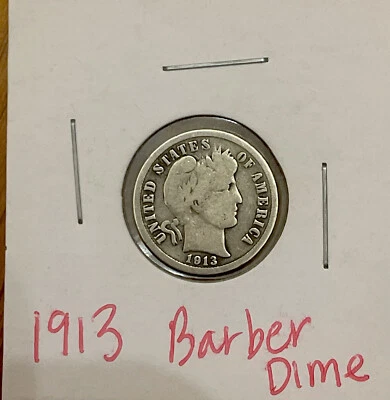 UNITED STATES OF AMERICA
1913
1913 Barber
Dime